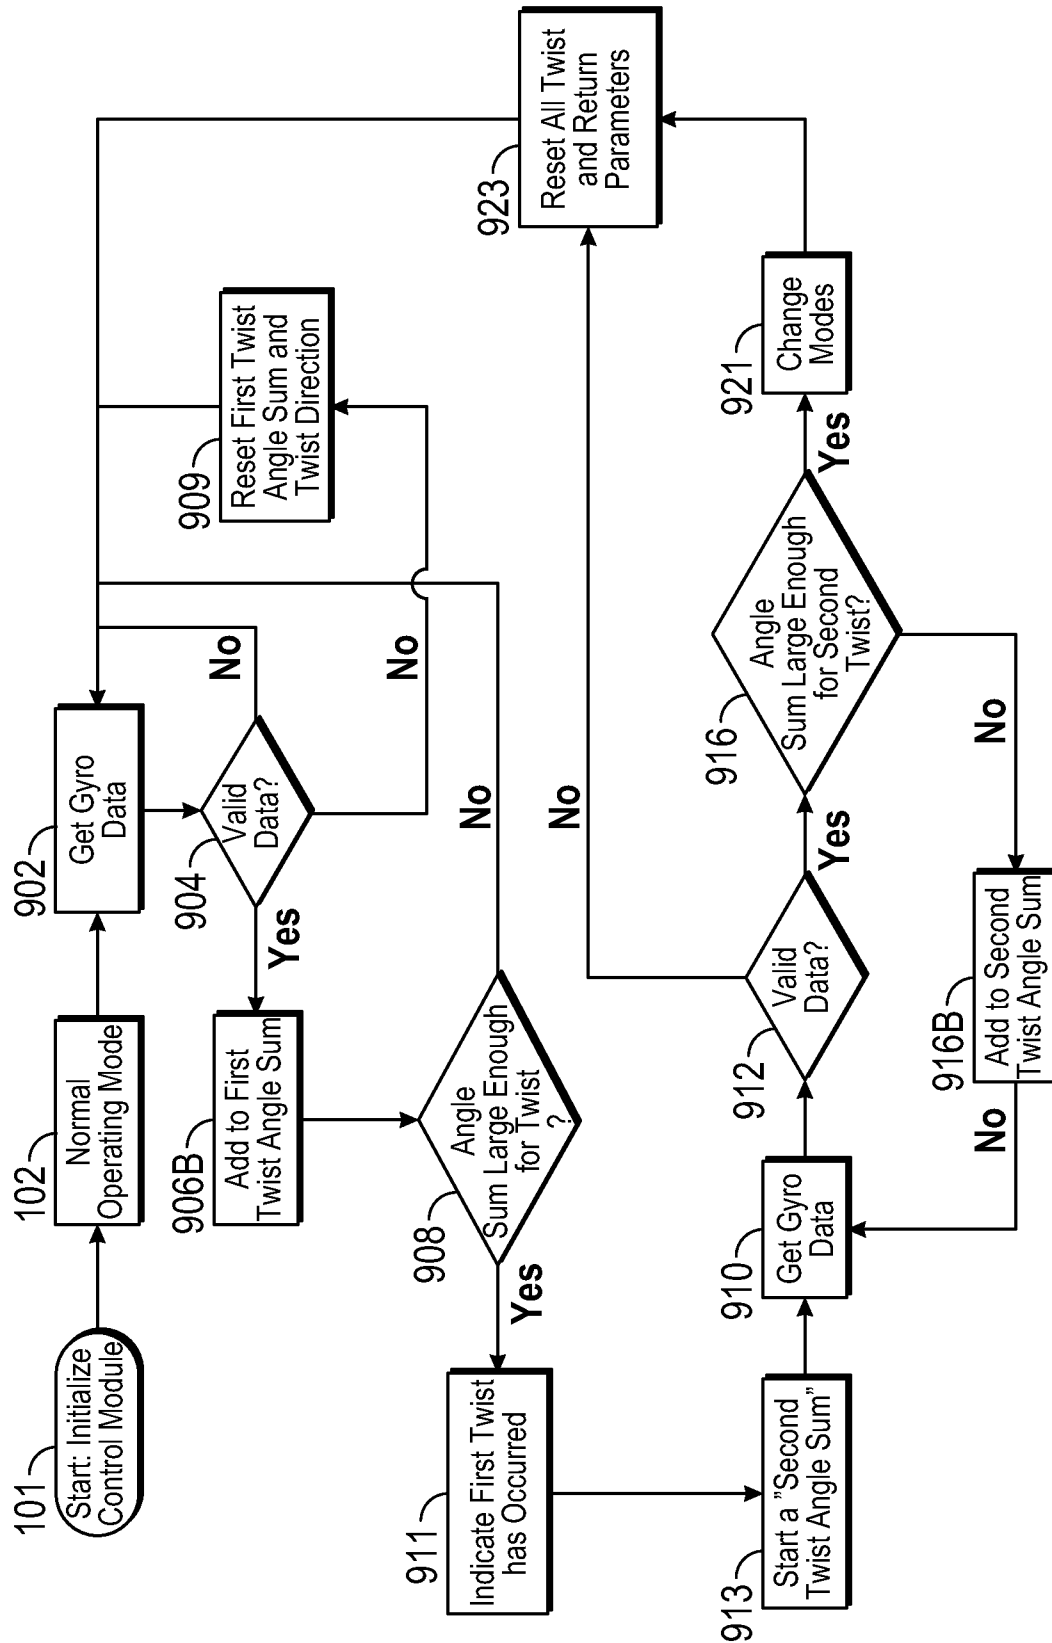 101
Start: Initialize
Control Module
102
Normal
Operating Mode
902
Get Gyro
Data
904
Valid
Data?
No
No
Yes
906B
Add to First
Twist Angle Sum
909
Reset First Twist
Angle Sum and
Twist Direction
908
Angle
Sum Large Enough
for Twist
?
No
Yes
911
Indicate First Twist
has Occurred
913
Start a "Second
Twist Angle Sum"
910
Get Gyro
Data
912
Valid
Data?
No
Yes
916
Angle
Sum Large Enough
for Second
Twist?
Yes
No
916B
Add to Second
Twist Angle Sum
No
921
Change
Modes
923
Reset All Twist
and Return
Parameters